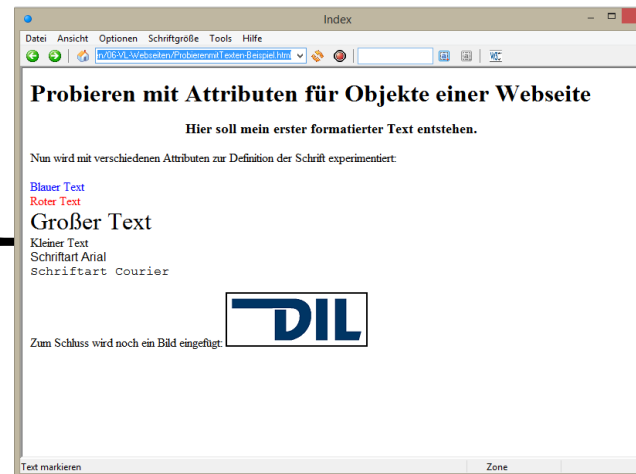 Index
Datei Ansicht Optionen Schriftgröße Tools Hilfe
n/06-VL-Webseiten/ProbierenmitTexten-Beispiel.html
Probieren mit Attributen für Objekte einer Webseite
Hier soll mein erster formatierter Text entstehen.
Nun wird mit verschiedenen Attributen zur Definition der Schrift experimentiert:
Blauer Text
Roter Text
Großer Text
Kleiner Text
Schriftart Arial
Schriftart Courier
Zum Schluss wird noch ein Bild eingefügt: DIL
Text markieren Zone